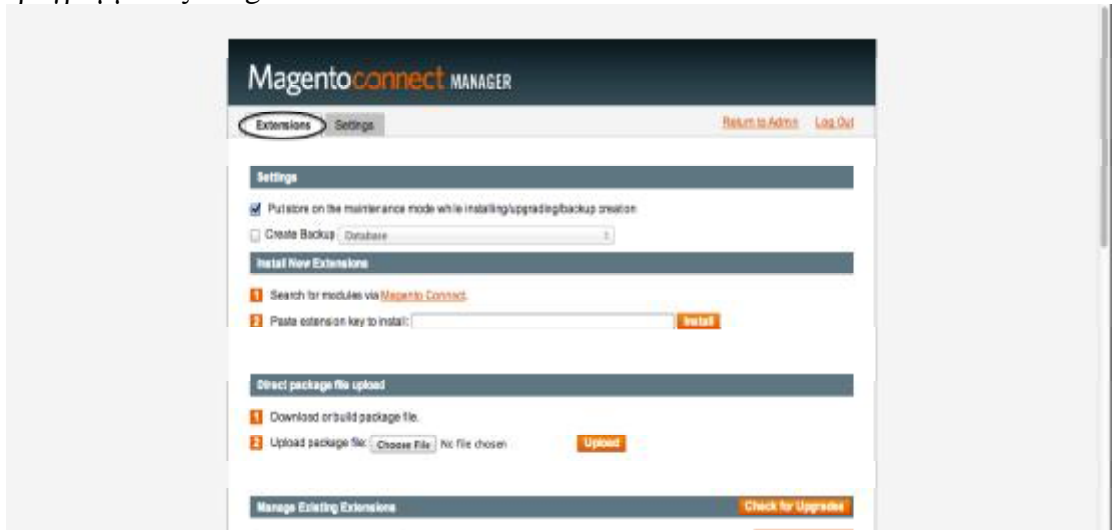 Magentoconnect MANAGER
Extensions Settings Return to Admin Log Out
Settings
Put store on the maintenance mode while installing/upgrading/backup creation
Create Backup Database
Install New Extensions
1 Search for modules via Magento Connect.
2 Paste extension key to install: Install
Direct package file upload
1 Download or build package file.
2 Upload package file: Choose File No file chosen Upload
Manage Existing Extensions Check for Upgrades